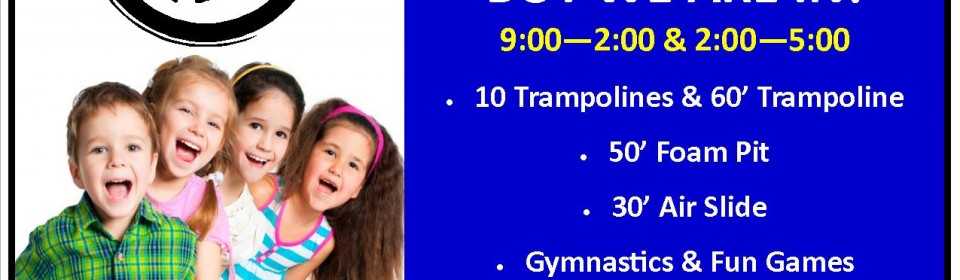 9:00—2:00 & 2:00—5:00
• 10 Trampolines & 60’ Trampoline
• 50’ Foam Pit
• 30’ Air Slide
• Gymnastics & Fun Games